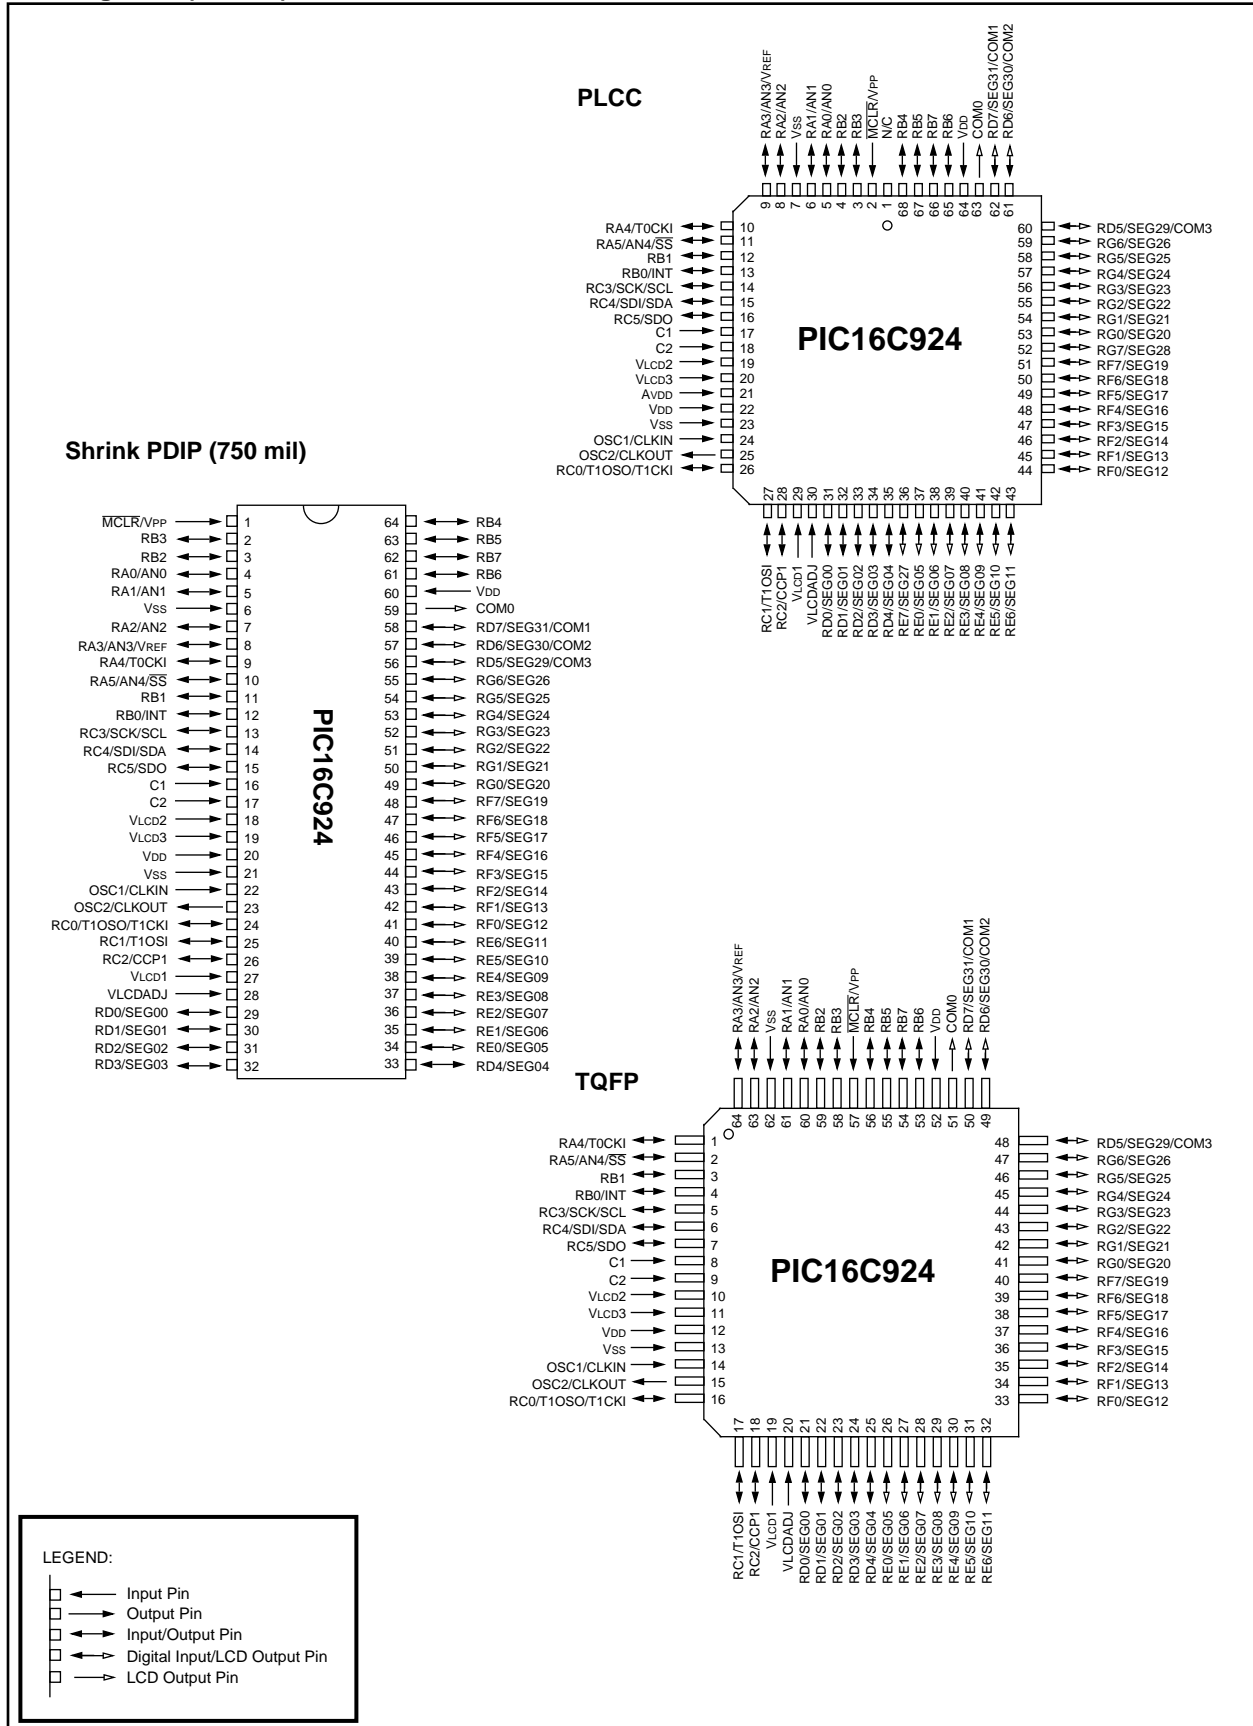 PLCC
RA3/AN3/VREF
RA2/AN2
VSS
RA1/AN1
RA0/AN0
RB2
RB3
MCLR/VPP
N/C
RB4
RB5
RB7
RB6
VDD
COM0
RD7/SEG31/COM1
RD6/SEG30/COM2
9 8 7 6 5 4 3 2 1 68 67 66 65 64 63 62 61
RA4/T0CKI 10
RA5/AN4/SS 11
RB1 12
RB0/INT 13
RC3/SCK/SCL 14
RC4/SDI/SDA 15
RC5/SDO 16
C1 17
C2 18
VLCD2 19
VLCD3 20
AVDD 21
VDD 22
VSS 23
OSC1/CLKIN 24
OSC2/CLKOUT 25
RC0/T1OSO/T1CKI 26
PIC16C924
60 RD5/SEG29/COM3
59 RG6/SEG26
58 RG5/SEG25
57 RG4/SEG24
56 RG3/SEG23
55 RG2/SEG22
54 RG1/SEG21
53 RG0/SEG20
52 RG7/SEG28
51 RF7/SEG19
50 RF6/SEG18
49 RF5/SEG17
48 RF4/SEG16
47 RF3/SEG15
46 RF2/SEG14
45 RF1/SEG13
44 RF0/SEG12
27 28 29 30 31 32 33 34 35 36 37 38 39 40 41 42 43
RC1/T1OSI
RC2/CCP1
VLCD1
VLCDADJ
RD0/SEG00
RD1/SEG01
RD2/SEG02
RD3/SEG03
RD4/SEG04
RE7/SEG27
RE0/SEG05
RE1/SEG06
RE2/SEG07
RE3/SEG08
RE4/SEG09
RE5/SEG10
RE6/SEG11
Shrink PDIP (750 mil)
MCLR/VPP 1 64 RB4
RB3 2 63 RB5
RB2 3 62 RB7
RA0/AN0 4 61 RB6
RA1/AN1 5 60 VDD
VSS 6 59 COM0
RA2/AN2 7 58 RD7/SEG31/COM1
RA3/AN3/VREF 8 57 RD6/SEG30/COM2
RA4/T0CKI 9 56 RD5/SEG29/COM3
RA5/AN4/SS 10 55 RG6/SEG26
RB1 11 54 RG5/SEG25
RB0/INT 12 53 RG4/SEG24
RC3/SCK/SCL 13 52 RG3/SEG23
RC4/SDI/SDA 14 51 RG2/SEG22
RC5/SDO 15 50 RG1/SEG21
C1 16 49 RG0/SEG20
C2 17 48 RF7/SEG19
VLCD2 18 47 RF6/SEG18
VLCD3 19 46 RF5/SEG17
VDD 20 45 RF4/SEG16
VSS 21 44 RF3/SEG15
OSC1/CLKIN 22 43 RF2/SEG14
OSC2/CLKOUT 23 42 RF1/SEG13
RC0/T1OSO/T1CKI 24 41 RF0/SEG12
RC1/T1OSI 25 40 RE6/SEG11
RC2/CCP1 26 39 RE5/SEG10
VLCD1 27 38 RE4/SEG09
VLCDADJ 28 37 RE3/SEG08
RD0/SEG00 29 36 RE2/SEG07
RD1/SEG01 30 35 RE1/SEG06
RD2/SEG02 31 34 RE0/SEG05
RD3/SEG03 32 33 RD4/SEG04
PIC16C924
TQFP
RA3/AN3/VREF
RA2/AN2
VSS
RA1/AN1
RA0/AN0
RB2
RB3
MCLR/VPP
RB4
RB5
RB7
RB6
VDD
COM0
RD7/SEG31/COM1
RD6/SEG30/COM2
64 63 62 61 60 59 58 57 56 55 54 53 52 51 50 49
RA4/T0CKI 1
RA5/AN4/SS 2
RB1 3
RB0/INT 4
RC3/SCK/SCL 5
RC4/SDI/SDA 6
RC5/SDO 7
C1 8
C2 9
VLCD2 10
VLCD3 11
VDD 12
VSS 13
OSC1/CLKIN 14
OSC2/CLKOUT 15
RC0/T1OSO/T1CKI 16
PIC16C924
48 RD5/SEG29/COM3
47 RG6/SEG26
46 RG5/SEG25
45 RG4/SEG24
44 RG3/SEG23
43 RG2/SEG22
42 RG1/SEG21
41 RG0/SEG20
40 RF7/SEG19
39 RF6/SEG18
38 RF5/SEG17
37 RF4/SEG16
36 RF3/SEG15
35 RF2/SEG14
34 RF1/SEG13
33 RF0/SEG12
17 18 19 20 21 22 23 24 25 26 27 28 29 30 31 32
RC1/T1OSI
RC2/CCP1
VLCD1
VLCDADJ
RD0/SEG00
RD1/SEG01
RD2/SEG02
RD3/SEG03
RD4/SEG04
RE0/SEG05
RE1/SEG06
RE2/SEG07
RE3/SEG08
RE4/SEG09
RE5/SEG10
RE6/SEG11
LEGEND:
Input Pin
Output Pin
Input/Output Pin
Digital Input/LCD Output Pin
LCD Output Pin